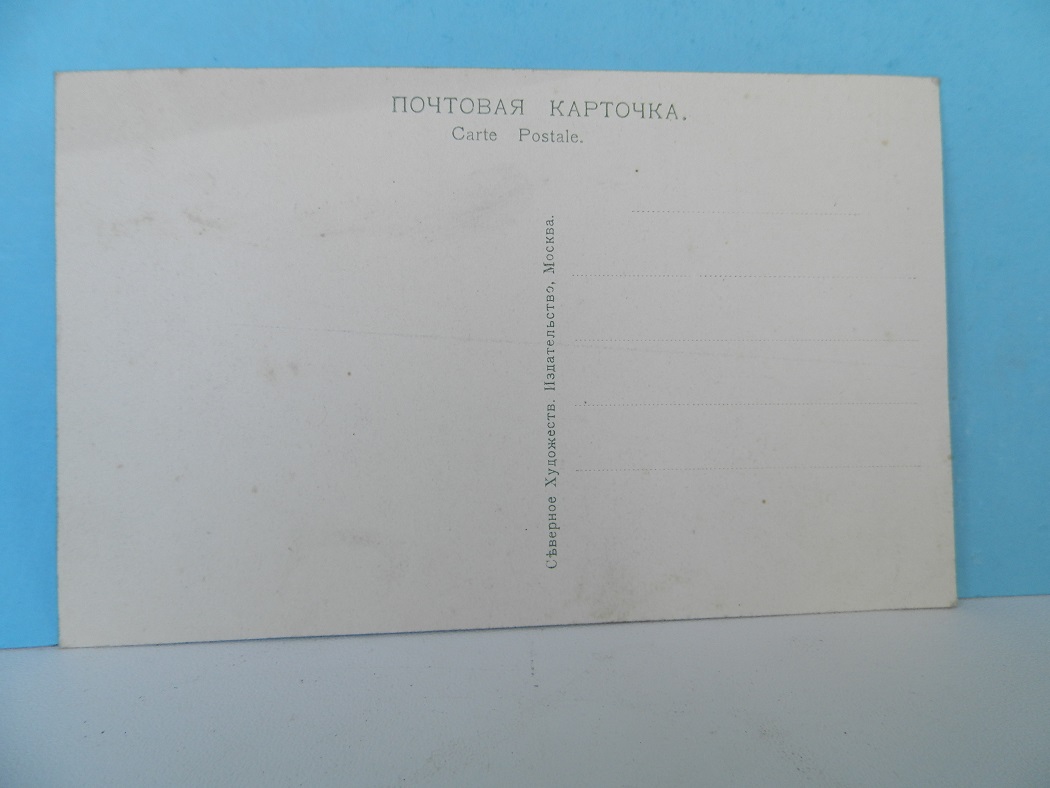 ПОЧТОВАЯ КАРТОЧКА.
Carte Postale.
Сѣверное Художеств. Издательство, Москва.